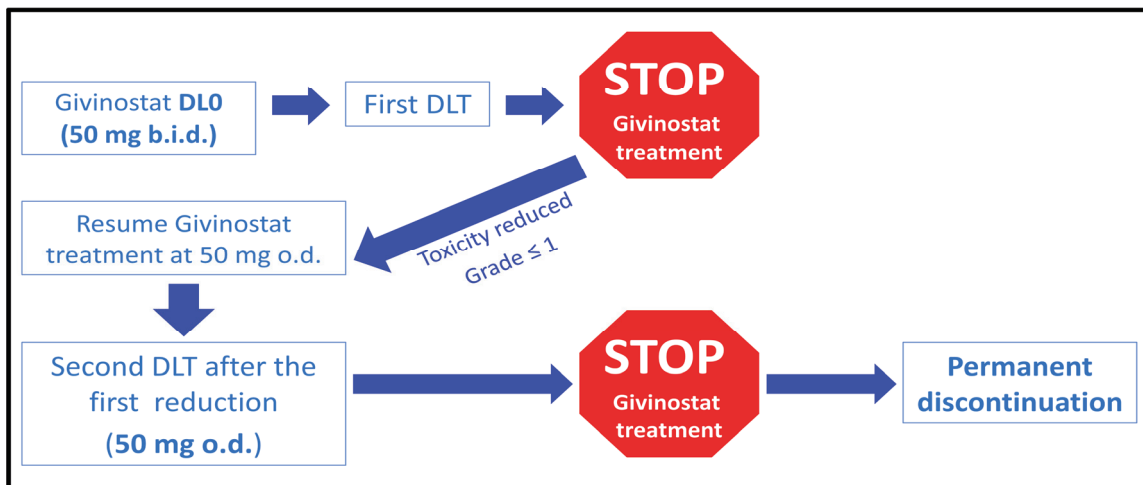 Givinostat DL0
(50 mg b.i.d.)
First DLT
STOP
Givinostat
treatment
Toxicity reduced
Grade ≤ 1
Resume Givinostat
treatment at 50 mg o.d.
Second DLT after the
first reduction
(50 mg o.d.)
STOP
Givinostat
treatment
Permanent
discontinuation